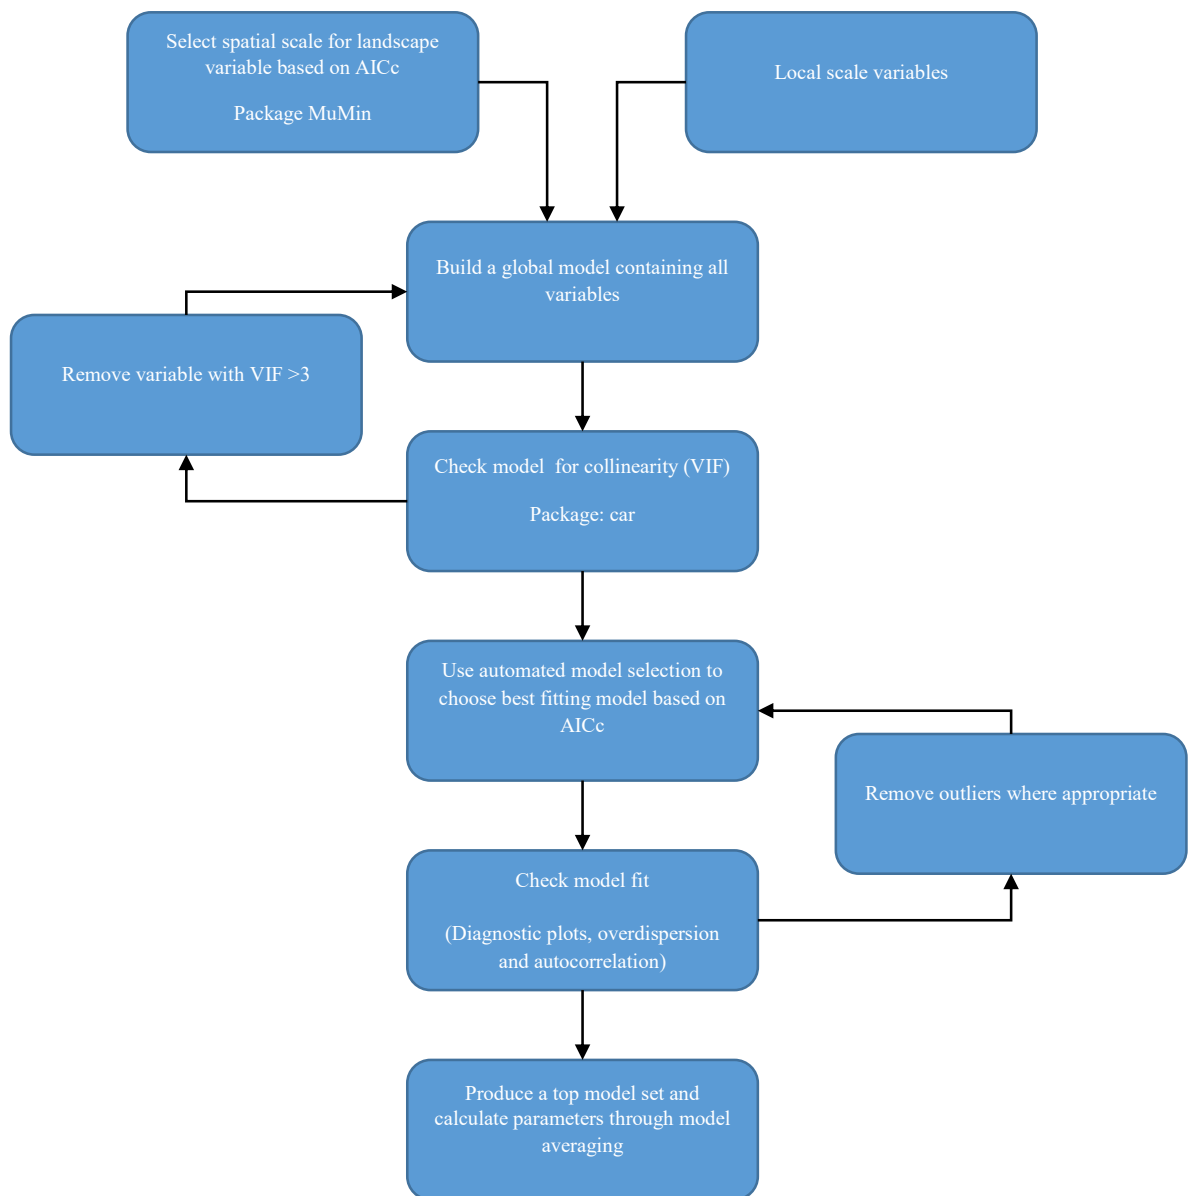 Select spatial scale for landscape
variable based on AICc
Package MuMin
Local scale variables
Build a global model containing all
variables
Remove variable with VIF >3
Check model  for collinearity (VIF)
Package: car
Use automated model selection to
choose best fitting model based on
AICc
Remove outliers where appropriate
Check model fit
(Diagnostic plots, overdispersion
and autocorrelation)
Produce a top model set and
calculate parameters through model
averaging